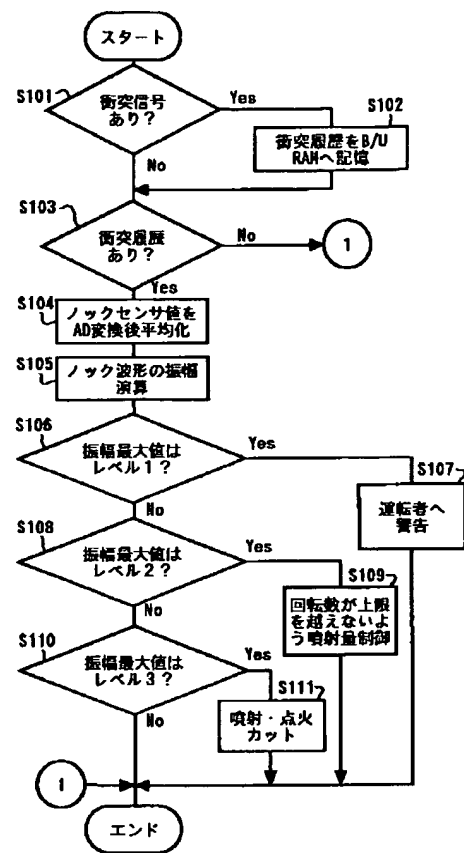 スタート
S101
衝突信号
あり？
Yes
S102
衝突履歴をB/U
RAMへ記憶
No
S103
衝突履歴
あり？
No
1
Yes
S104
ノックセンサ値を
AD変換後平均化
S105
ノック波形の振幅
演算
S106
振幅最大値は
レベル1？
Yes
S107
運転者へ
警告
No
S108
振幅最大値は
レベル2？
Yes
S109
回転数が上限
を越えないよ
う噴射量制御
No
S110
振幅最大値は
レベル3？
Yes
S111
噴射・点火
カット
No
1
エンド